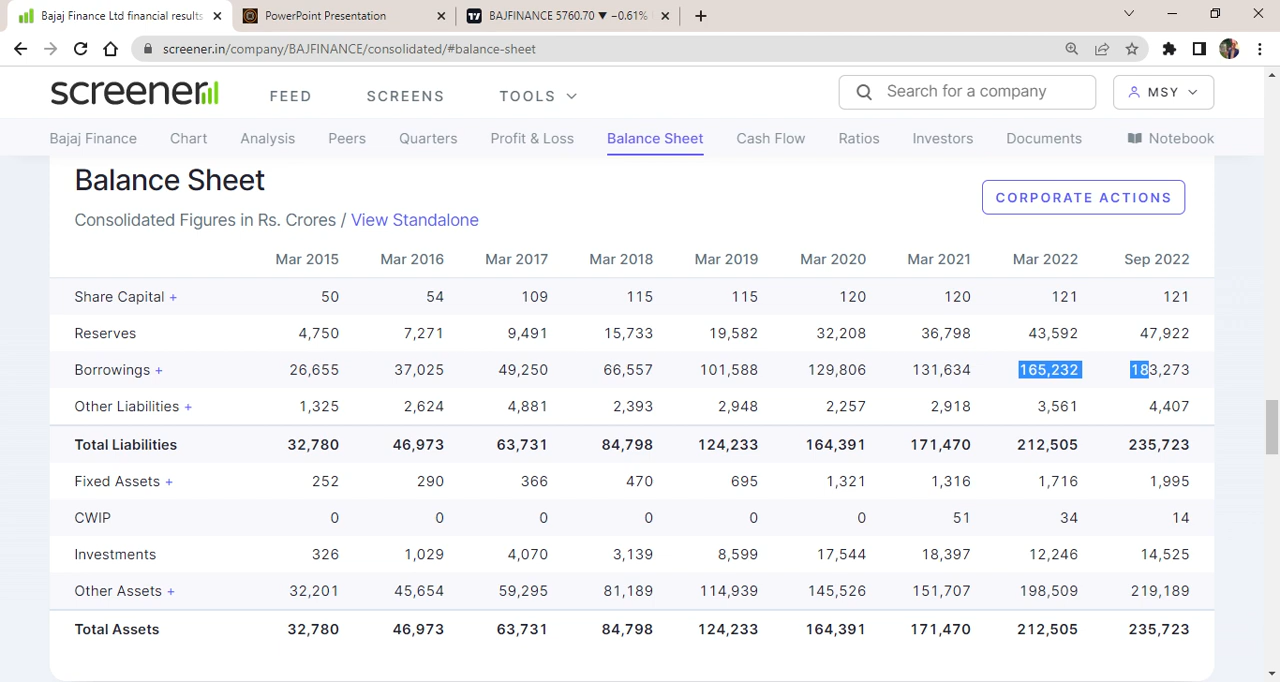 Bajaj Finance Ltd financial results
PowerPoint Presentation
BAJFINANCE 5760.70 ▼ −0.61%
screener.in/company/BAJFINANCE/consolidated/#balance-sheet
screener FEED SCREENS TOOLS Search for a company MSY
Bajaj Finance Chart Analysis Peers Quarters Profit & Loss Balance Sheet Cash Flow Ratios Investors Documents Notebook
Balance Sheet
CORPORATE ACTIONS
Consolidated Figures in Rs. Crores / View Standalone
Mar 2015 Mar 2016 Mar 2017 Mar 2018 Mar 2019 Mar 2020 Mar 2021 Mar 2022 Sep 2022
Share Capital + 50 54 109 115 115 120 120 121 121
Reserves 4,750 7,271 9,491 15,733 19,582 32,208 36,798 43,592 47,922
Borrowings + 26,655 37,025 49,250 66,557 101,588 129,806 131,634 165,232 183,273
Other Liabilities + 1,325 2,624 4,881 2,393 2,948 2,257 2,918 3,561 4,407
Total Liabilities 32,780 46,973 63,731 84,798 124,233 164,391 171,470 212,505 235,723
Fixed Assets + 252 290 366 470 695 1,321 1,316 1,716 1,995
CWIP 0 0 0 0 0 0 51 34 14
Investments 326 1,029 4,070 3,139 8,599 17,544 18,397 12,246 14,525
Other Assets + 32,201 45,654 59,295 81,189 114,939 145,526 151,707 198,509 219,189
Total Assets 32,780 46,973 63,731 84,798 124,233 164,391 171,470 212,505 235,723